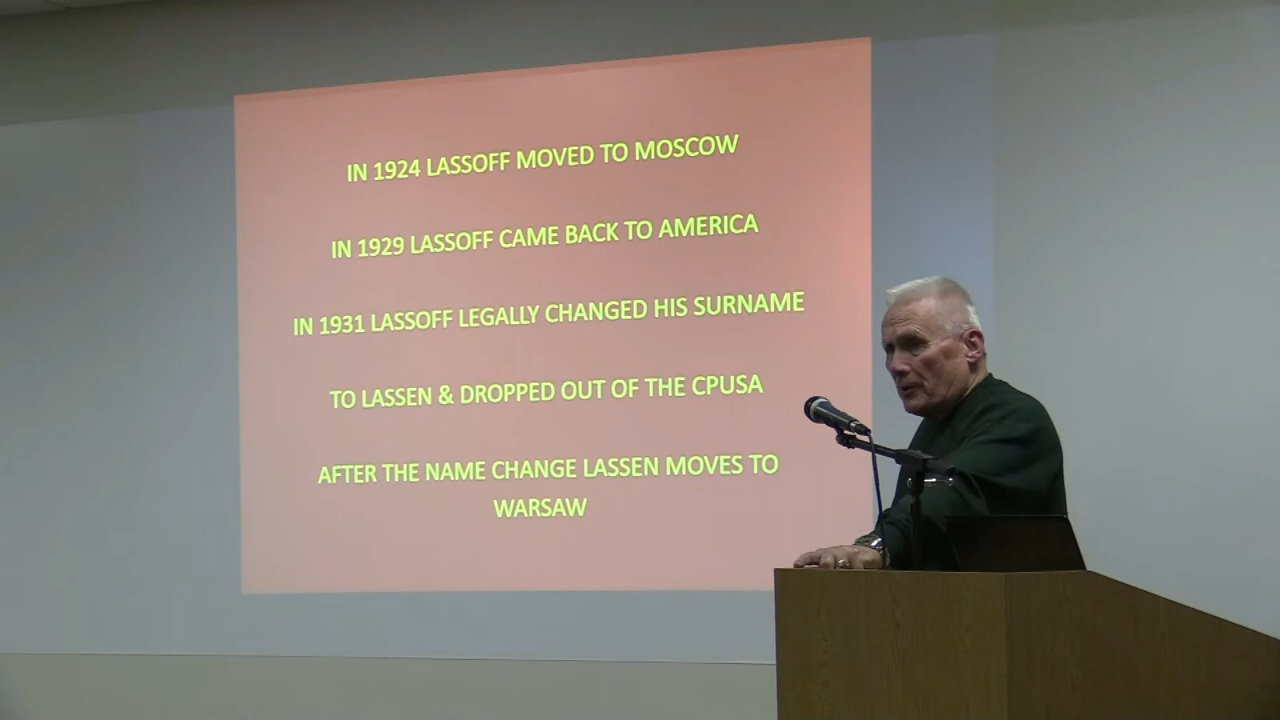 IN 1924 LASSOFF MOVED TO MOSCOW
IN 1929 LASSOFF CAME BACK TO AMERICA
IN 1931 LASSOFF LEGALLY CHANGED HIS SURNAME
TO LASSEN & DROPPED OUT OF THE CPUSA
AFTER THE NAME CHANGE LASSEN MOVES TO
WARSAW